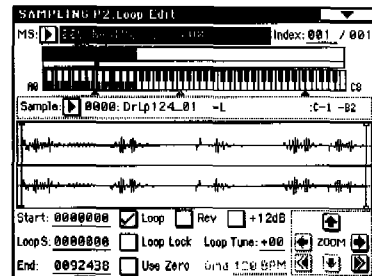 SAMPLING P2:Loop Edit
MS: Index: 001 / 001
A0 C8
Sample: 0000: DrLp124_01 -L :C-1 -B2
Start: 0000000 Loop Rev +12dB
LoopS: 0000000 Loop Lock Loop Tune: +00 ZOOM
End: 0092438 Use Zero Grid 120 BPM